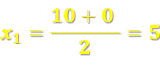 x₁ = (10 + 0) / 2 = 5